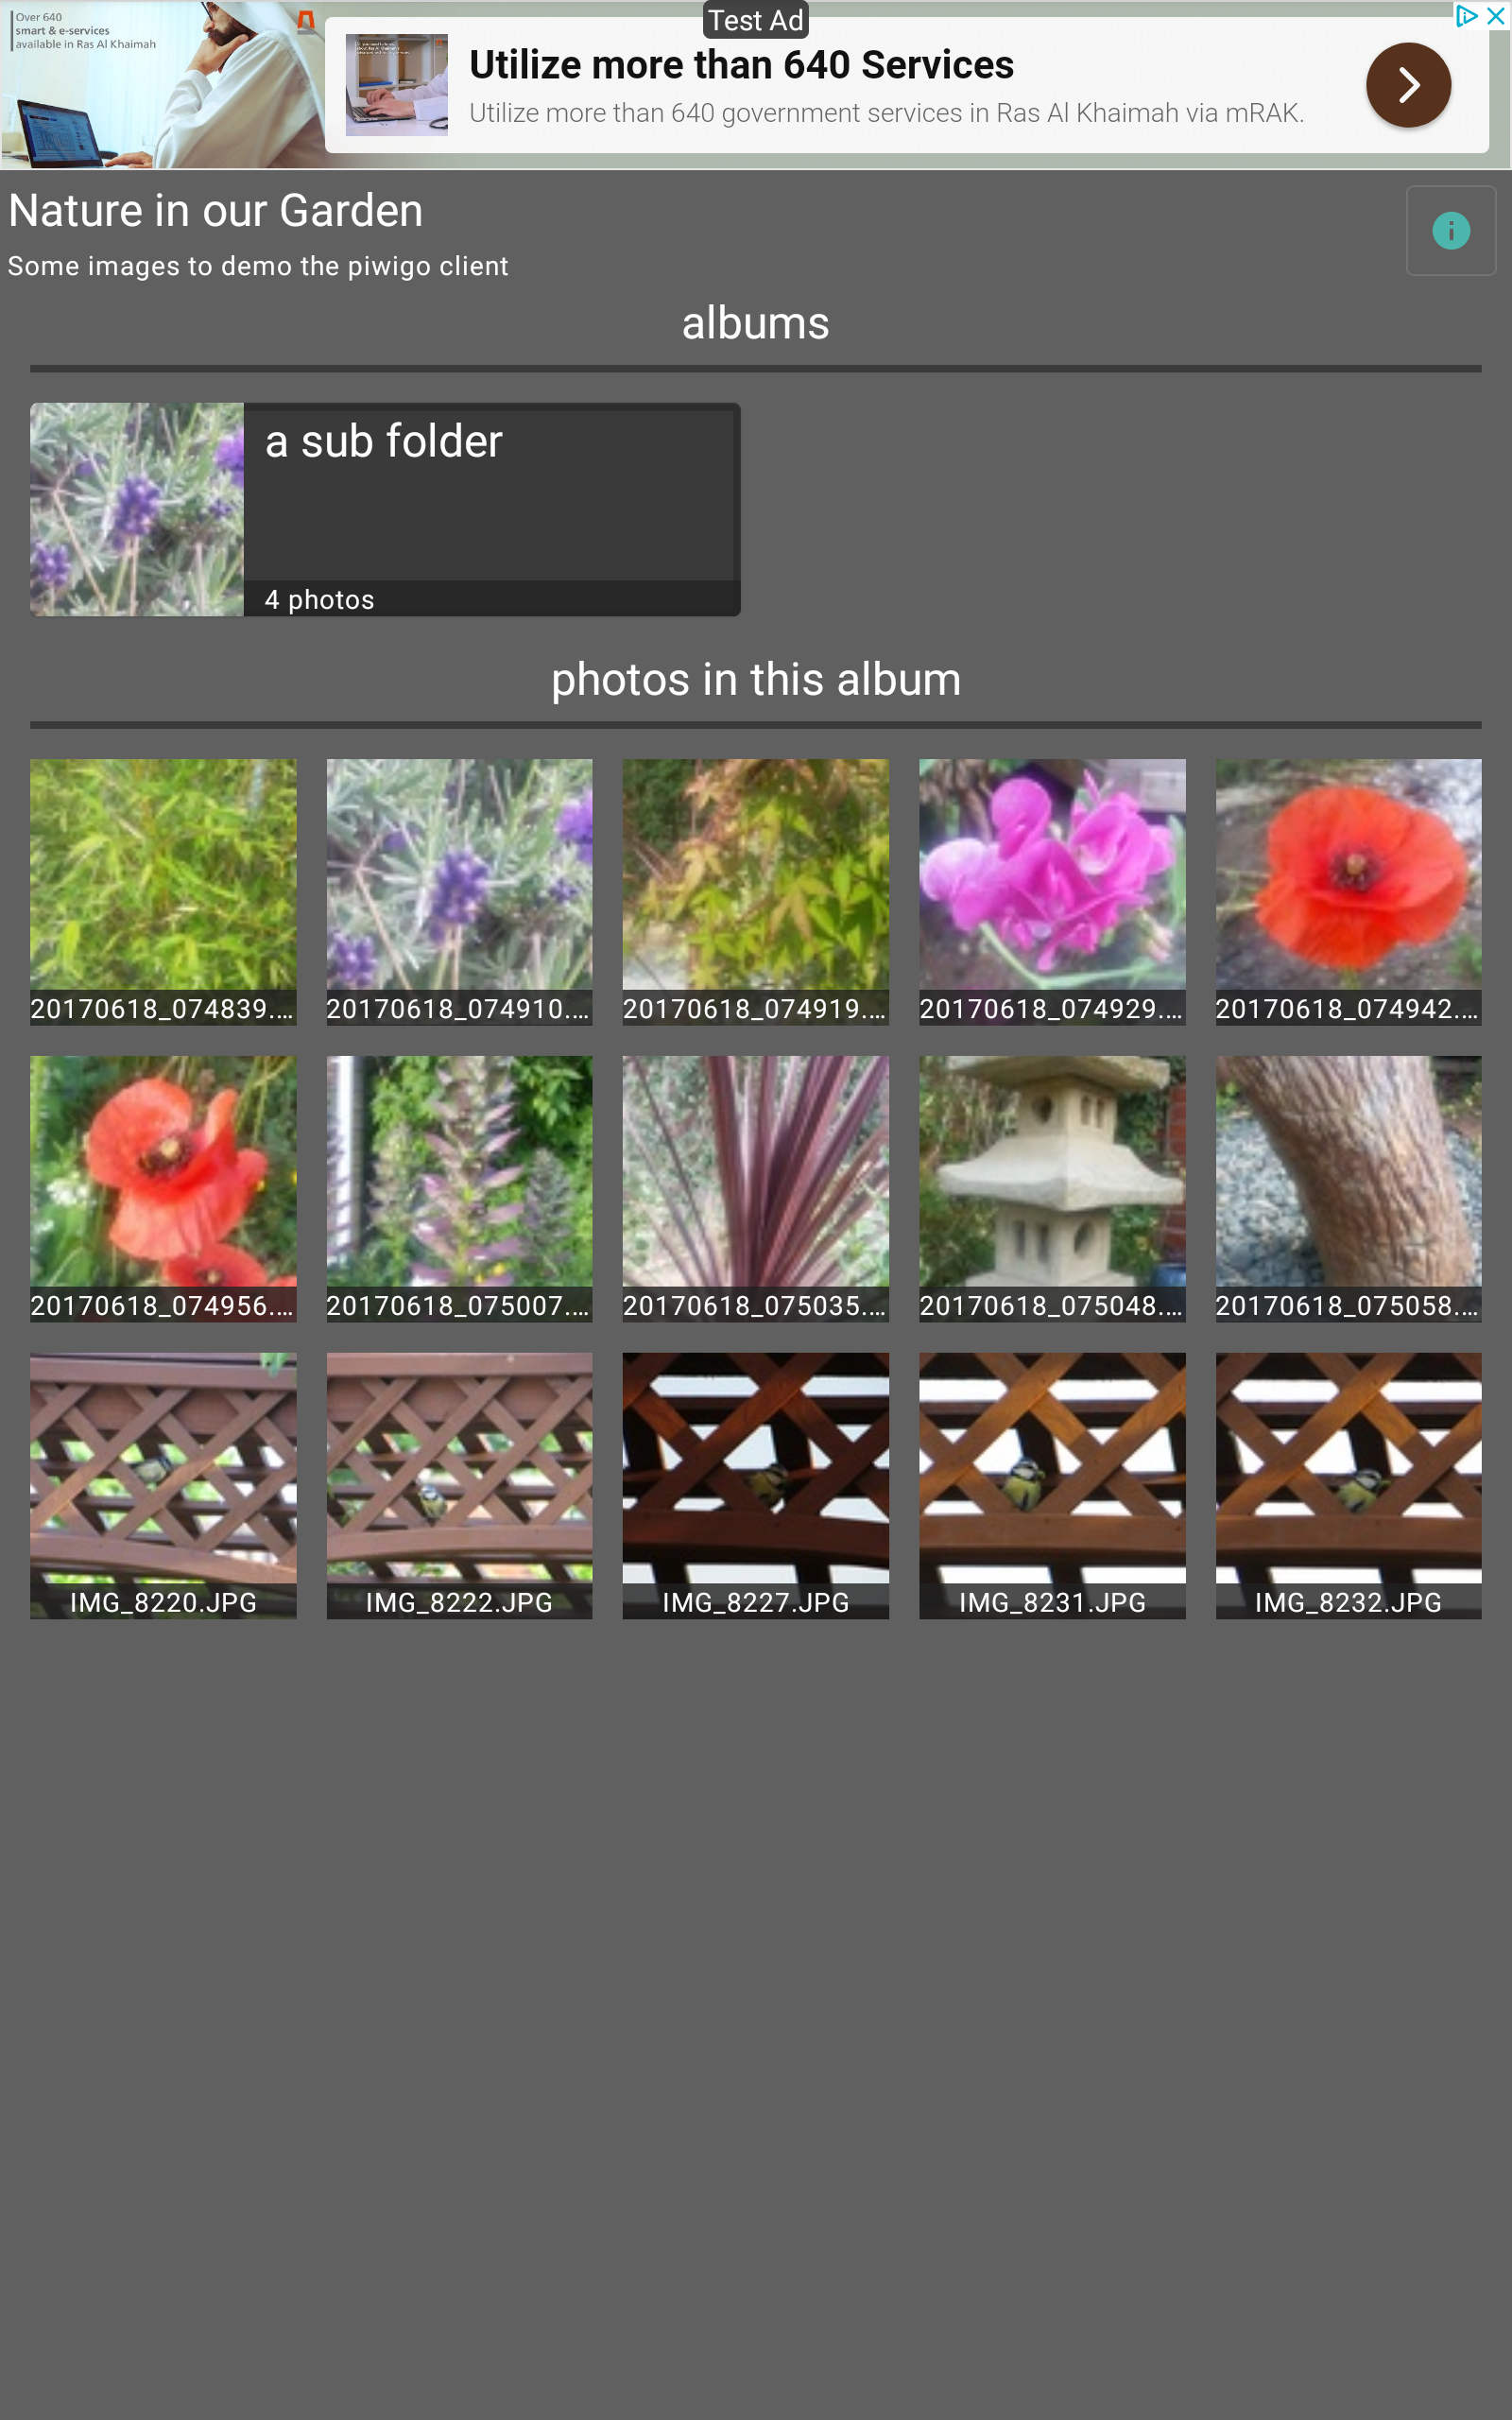 Over 640
smart & e-services
available in Ras Al Khaimah
Test Ad
Utilize more than 640 Services
Utilize more than 640 government services in Ras Al Khaimah via mRAK.
Nature in our Garden
Some images to demo the piwigo client
albums
a sub folder
4 photos
photos in this album
20170618_074839....
20170618_074910....
20170618_074919....
20170618_074929....
20170618_074942....
20170618_074956....
20170618_075007....
20170618_075035....
20170618_075048....
20170618_075058....
IMG_8220.JPG
IMG_8222.JPG
IMG_8227.JPG
IMG_8231.JPG
IMG_8232.JPG